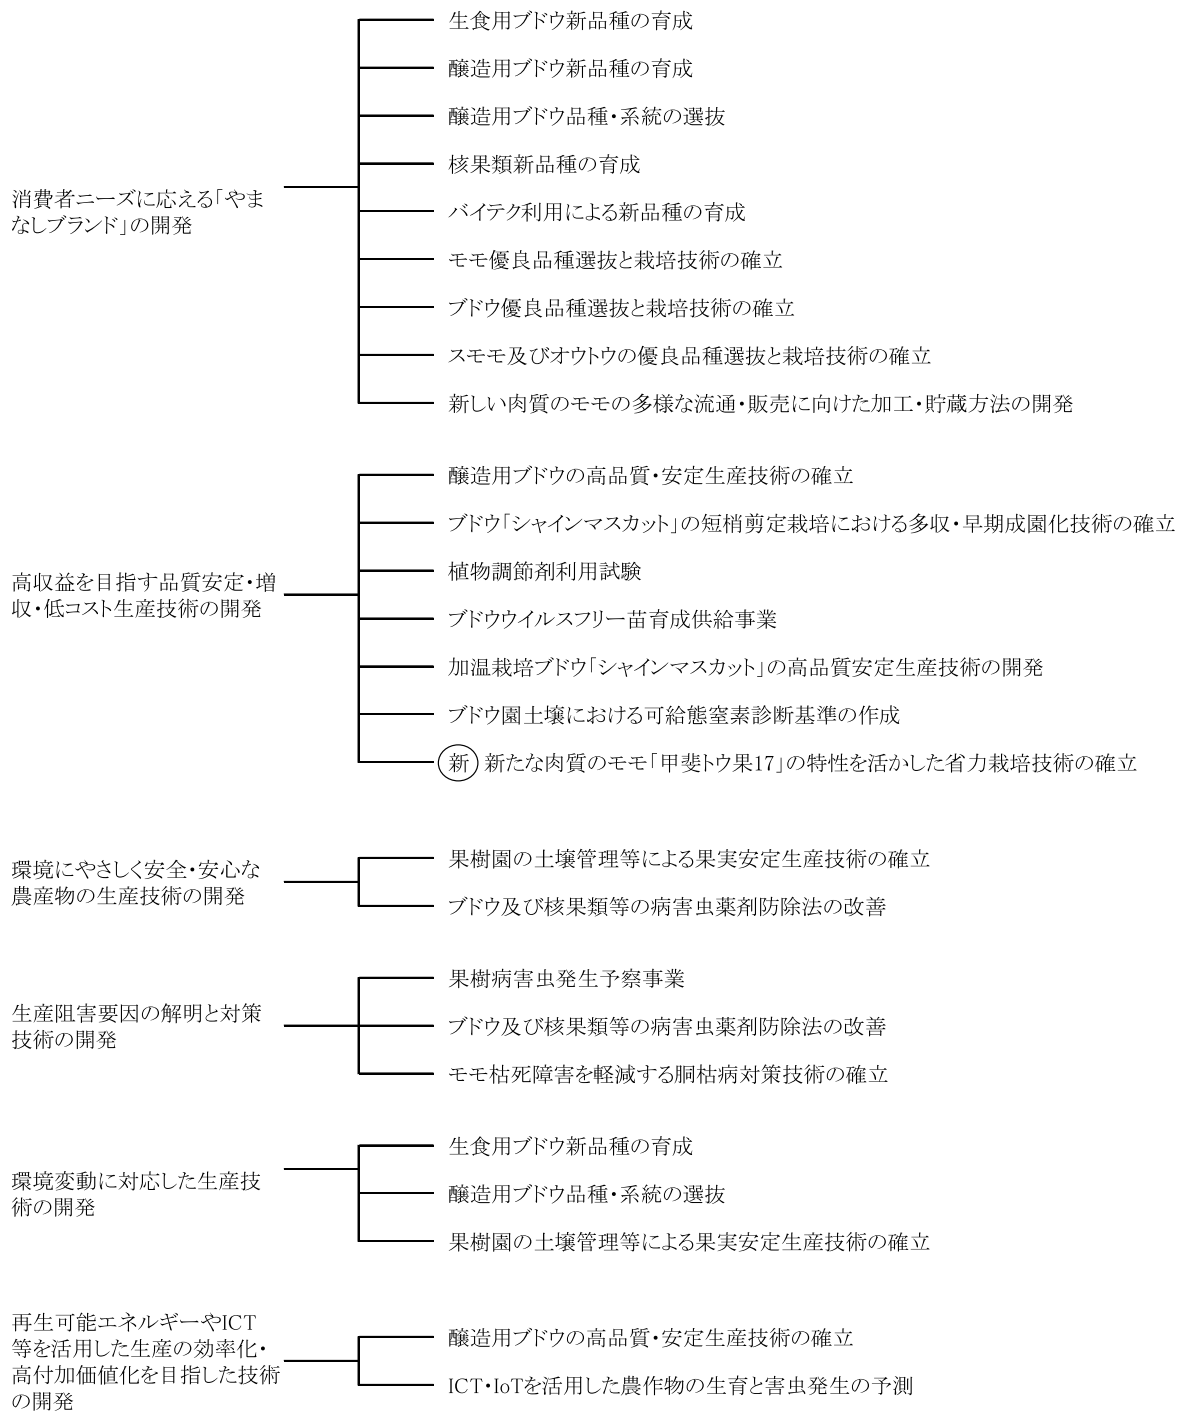 消費者ニーズに応える「やま
なしブランド」の開発
生食用ブドウ新品種の育成
醸造用ブドウ新品種の育成
醸造用ブドウ品種・系統の選抜
核果類新品種の育成
バイテク利用による新品種の育成
モモ優良品種選抜と栽培技術の確立
ブドウ優良品種選抜と栽培技術の確立
スモモ及びオウトウの優良品種選抜と栽培技術の確立
新しい肉質のモモの多様な流通・販売に向けた加工・貯蔵方法の開発
高収益を目指す品質安定・増
収・低コスト生産技術の開発
醸造用ブドウの高品質・安定生産技術の確立
ブドウ「シャインマスカット」の短梢剪定栽培における多収・早期成園化技術の確立
植物調節剤利用試験
ブドウウイルスフリー苗育成供給事業
加温栽培ブドウ「シャインマスカット」の高品質安定生産技術の開発
ブドウ園土壌における可給態窒素診断基準の作成
新 新たな肉質のモモ「甲斐トウ果17」の特性を活かした省力栽培技術の確立
環境にやさしく安全・安心な
農産物の生産技術の開発
果樹園の土壌管理等による果実安定生産技術の確立
ブドウ及び核果類等の病害虫薬剤防除法の改善
生産阻害要因の解明と対策
技術の開発
果樹病害虫発生予察事業
ブドウ及び核果類等の病害虫薬剤防除法の改善
モモ枯死障害を軽減する胴枯病対策技術の確立
環境変動に対応した生産技
術の開発
生食用ブドウ新品種の育成
醸造用ブドウ品種・系統の選抜
果樹園の土壌管理等による果実安定生産技術の確立
再生可能エネルギーやICT
等を活用した生産の効率化・
高付加価値化を目指した技術
の開発
醸造用ブドウの高品質・安定生産技術の確立
ICT・IoTを活用した農作物の生育と害虫発生の予測